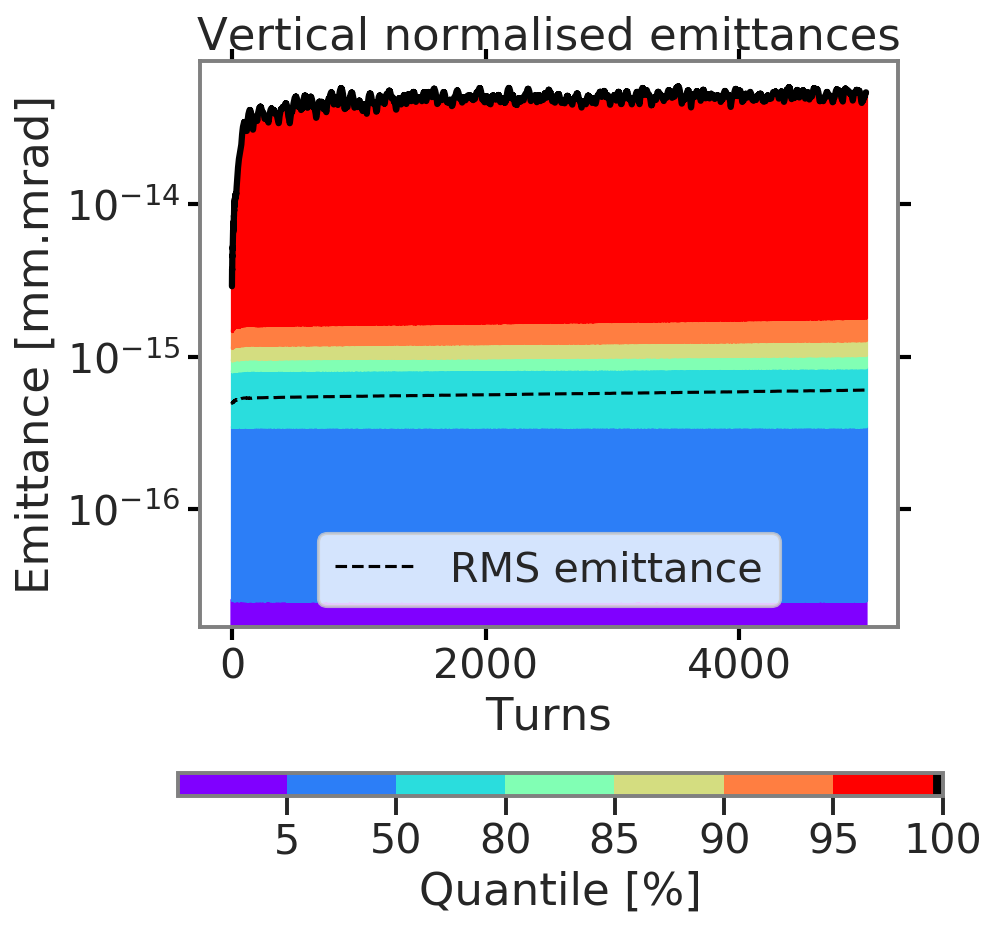 Vertical normalised emittances
Emittance [mm.mrad]
10⁻¹⁴
10⁻¹⁵
10⁻¹⁶
RMS emittance
0 2000 4000
Turns
5 50 80 85 90 95 100
Quantile [%]